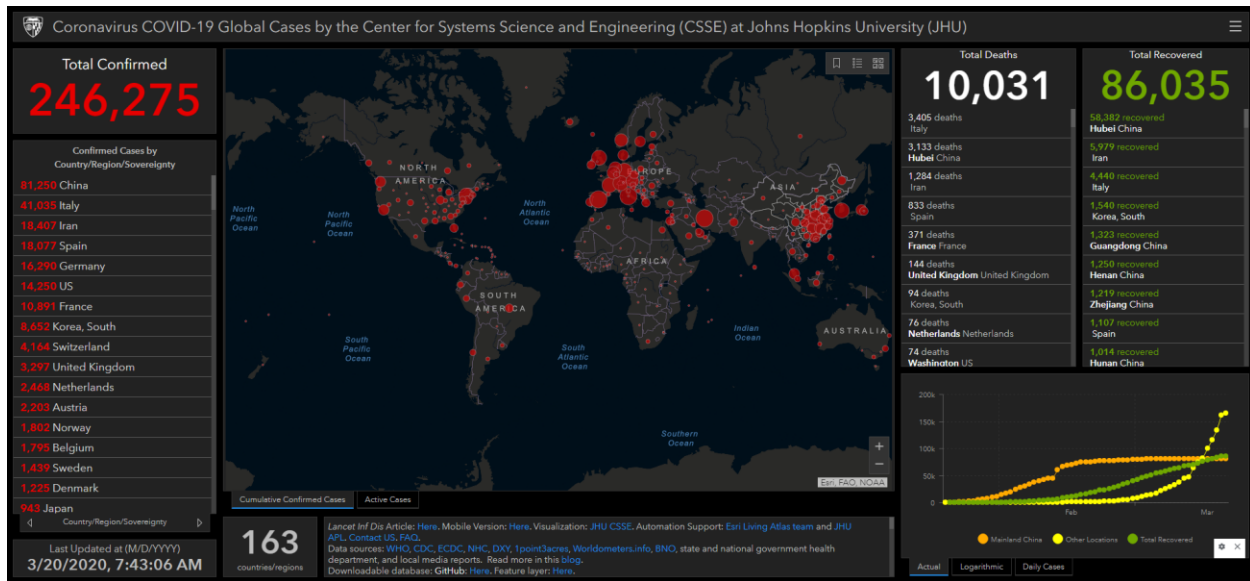 Coronavirus COVID-19 Global Cases by the Center for Systems Science and Engineering (CSSE) at Johns Hopkins University (JHU)
Total Confirmed
246,275
Confirmed Cases by
Country/Region/Sovereignty
81,250 China
41,035 Italy
18,407 Iran
18,077 Spain
16,290 Germany
14,250 US
10,891 France
8,652 Korea, South
4,164 Switzerland
3,297 United Kingdom
2,468 Netherlands
2,203 Austria
1,802 Norway
1,795 Belgium
1,439 Sweden
1,225 Denmark
943 Japan
Country/Region/Sovereignty
Last Updated at (M/D/YYYY)
3/20/2020, 7:43:06 AM
NORTH
AMERICA
EUROPE
ASIA
North
Pacific
Ocean
North
Pacific
Ocean
North
Atlantic
Ocean
AFRICA
SOUTH
AMERICA
Indian
Ocean
AUSTRALIA
South
Pacific
Ocean
South
Atlantic
Ocean
Southern
Ocean
+
−
Esri, FAO, NOAA
Cumulative Confirmed Cases
Active Cases
163
countries/regions
Lancet Inf Dis Article: Here. Mobile Version: Here. Visualization: JHU CSSE. Automation Support: Esri Living Atlas team and JHU
APL. Contact US. FAQ.
Data sources: WHO, CDC, ECDC, NHC, DXY, 1point3acres, Worldometers.info, BNO, state and national government health
department, and local media reports. Read more in this blog.
Downloadable database: GitHub: Here. Feature layer: Here.
Total Deaths
10,031
3,405 deaths
Italy
3,133 deaths
Hubei China
1,284 deaths
Iran
833 deaths
Spain
371 deaths
France France
144 deaths
United Kingdom United Kingdom
94 deaths
Korea, South
76 deaths
Netherlands Netherlands
74 deaths
Washington US
Total Recovered
86,035
58,382 recovered
Hubei China
5,979 recovered
Iran
4,440 recovered
Italy
1,540 recovered
Korea, South
1,323 recovered
Guangdong China
1,250 recovered
Henan China
1,219 recovered
Zhejiang China
1,107 recovered
Spain
1,014 recovered
Hunan China
200k
150k
100k
50k
0
Feb
Mar
Mainland China
Other Locations
Total Recovered
Actual
Logarithmic
Daily Cases